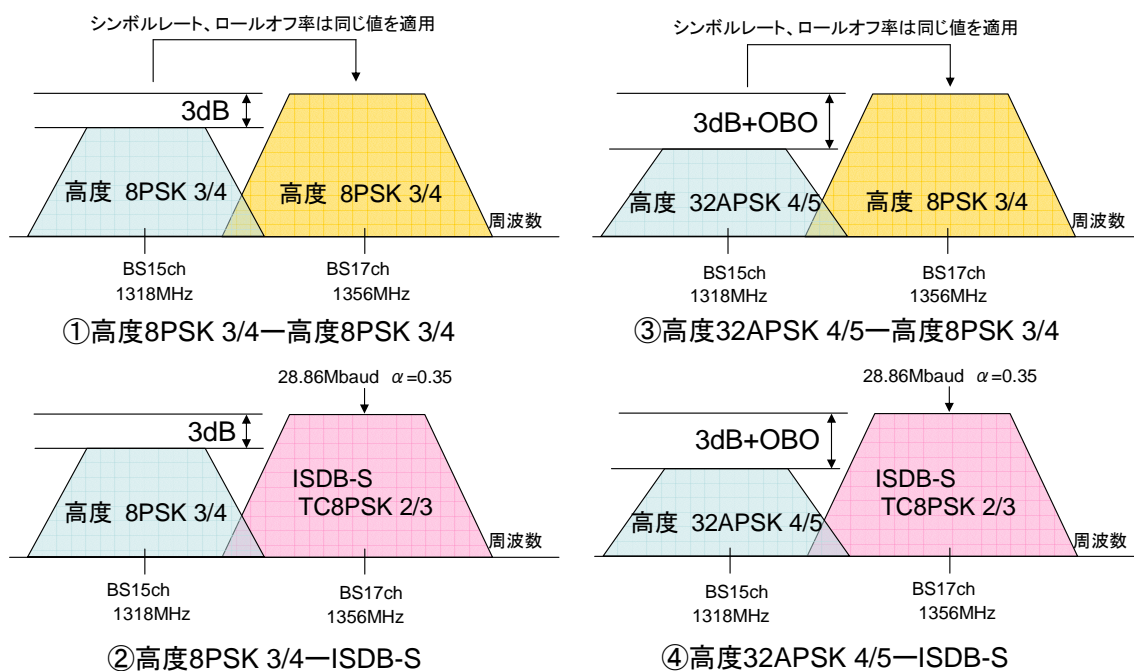 シンボルレート、ロールオフ率は同じ値を適用
3dB
高度 8PSK 3/4
高度 8PSK 3/4
周波数
BS15ch
1318MHz
BS17ch
1356MHz
①高度8PSK 3/4ー高度8PSK 3/4
シンボルレート、ロールオフ率は同じ値を適用
3dB+OBO
高度 32APSK 4/5
高度 8PSK 3/4
周波数
BS15ch
1318MHz
BS17ch
1356MHz
③高度32APSK 4/5ー高度8PSK 3/4
28.86Mbaud α=0.35
3dB
高度 8PSK 3/4
ISDB-S
TC8PSK 2/3
周波数
BS15ch
1318MHz
BS17ch
1356MHz
②高度8PSK 3/4ーISDB-S
28.86Mbaud α=0.35
3dB+OBO
高度 32APSK 4/5
ISDB-S
TC8PSK 2/3
周波数
BS15ch
1318MHz
BS17ch
1356MHz
④高度32APSK 4/5ーISDB-S